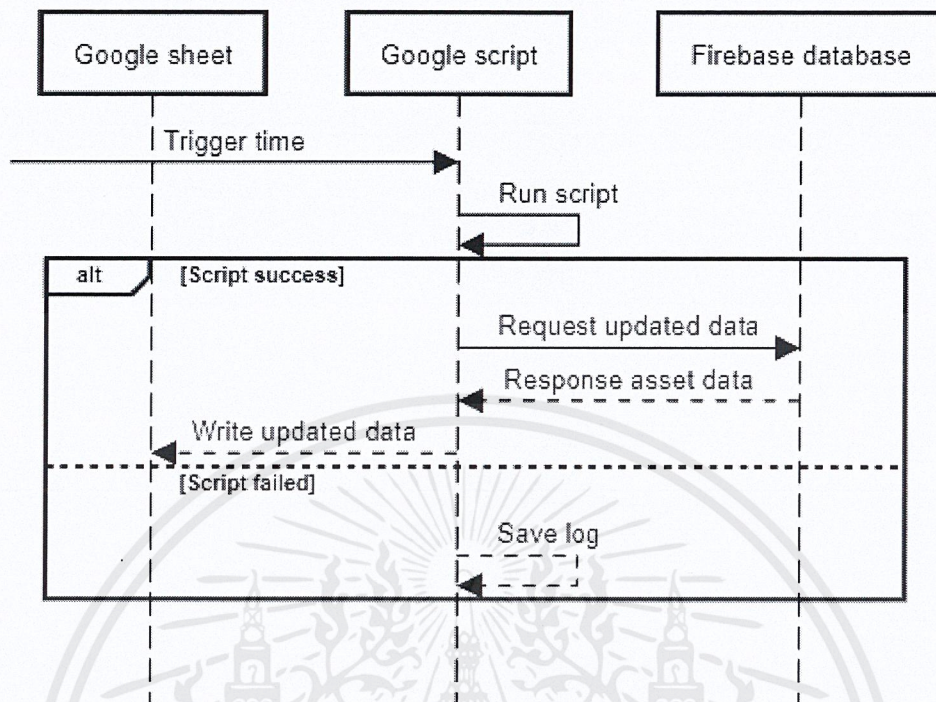 Google sheet
Google script
Firebase database
Trigger time
Run script
alt
[Script success]
Request updated data
Response asset data
Write updated data
[Script failed]
Save log